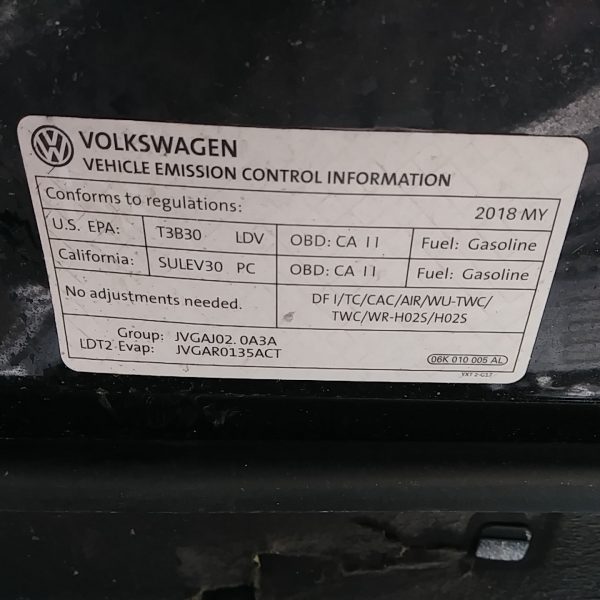 VOLKSWAGEN
VEHICLE EMISSION CONTROL INFORMATION
Conforms to regulations: 2018 MY
U.S. EPA: T3B30 LDV OBD: CA II Fuel: Gasoline
California: SULEV30 PC OBD: CA II Fuel: Gasoline
No adjustments needed. DFI/TC/CAC/AIR/WU-TWC/
TWC/WR-HO2S/HO2S
Group: JVGAJ02.0A3A
LDT2 Evap: JVGAR0135ACT
06K 010 005 AL